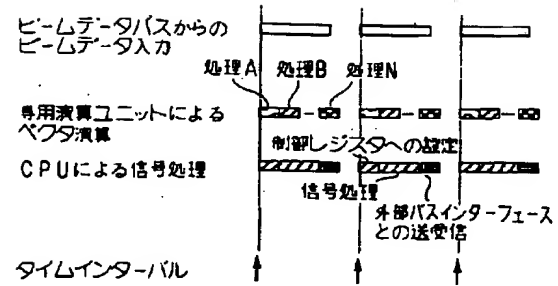 ビームデータバスからの
ビームデータ入力
処理A 処理B 処理N
専用演算ユニットによる
ベクタ演算
制御レジスタへの設定
CPUによる信号処理
信号処理
外部バスインターフェース
との送受信
タイムインターバル